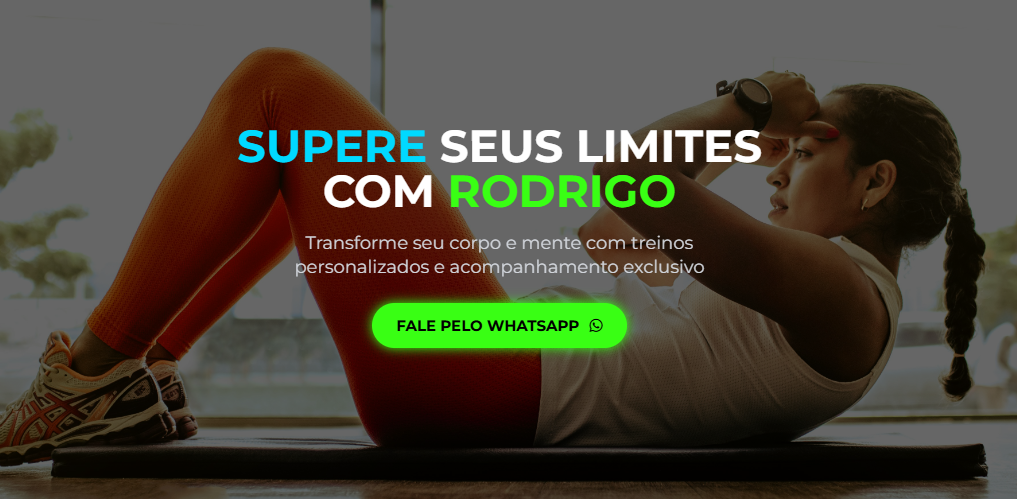 SUPERE SEUS LIMITES
COM RODRIGO
Transforme seu corpo e mente com treinos
personalizados e acompanhamento exclusivo
FALE PELO WHATSAPP